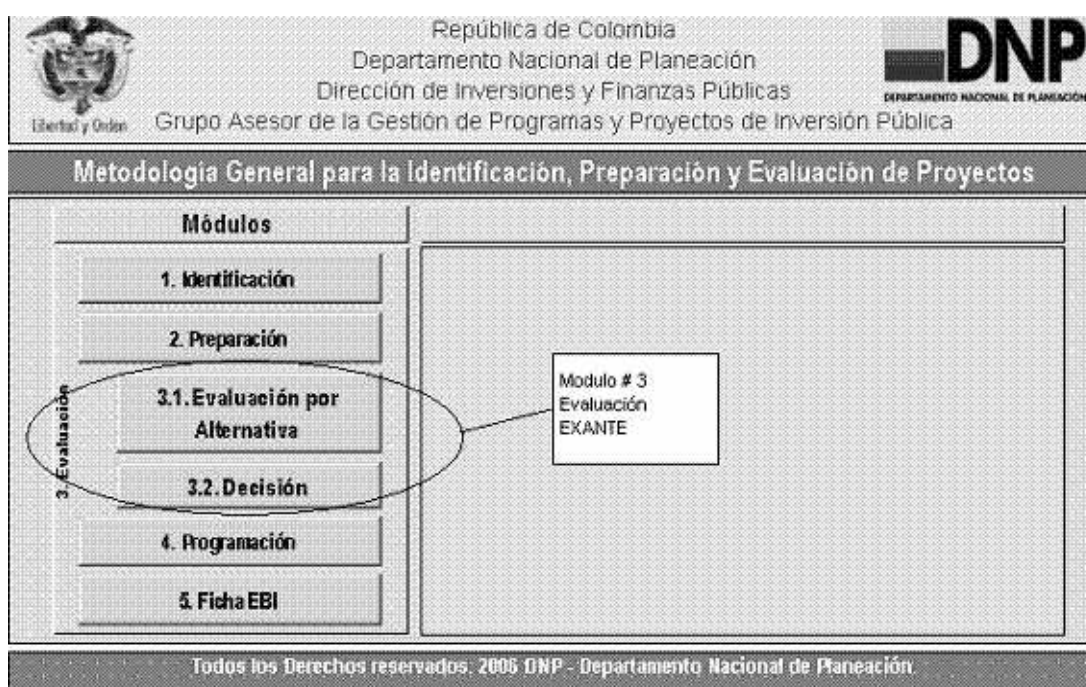 República de Colombia
Departamento Nacional de Planeación
Dirección de Inversiones y Finanzas Públicas
Grupo Asesor de la Gestión de Programas y Proyectos de Inversión Pública
Libertad y Orden
DNP
DEPARTAMENTO NACIONAL DE PLANEACIÓN
Metodología General para la Identificación, Preparación y Evaluación de Proyectos
Módulos
1. Identificación
2. Preparación
3. Evaluación
3.1. Evaluación por
Alternativa
3.2. Decisión
4. Programación
5. Ficha EBI
Modulo # 3
Evaluación
EXANTE
Todos los Derechos reservados. 2006 DNP - Departamento Nacional de Planeación.